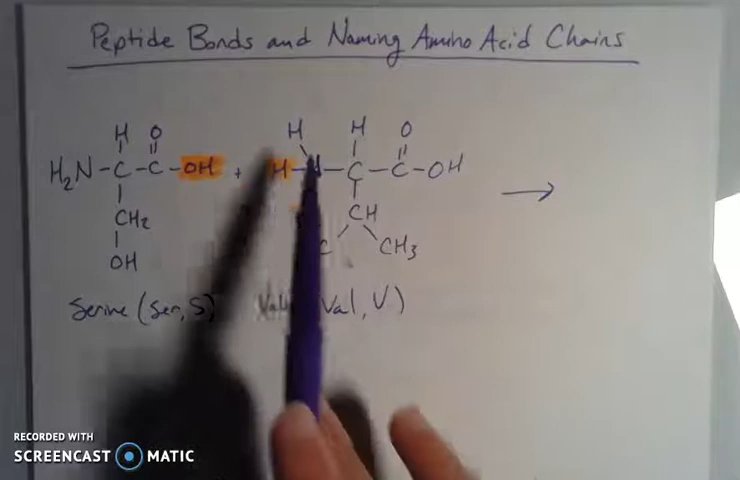 Peptide Bonds and Naming Amino Acid Chains
H O H H O
H₂N-C-C-OH + H- -C-C-OH
CH₂ CH
OH C CH₃
Serine (Ser, S) Val, V)
RECORDED WITH
SCREENCAST MATIC